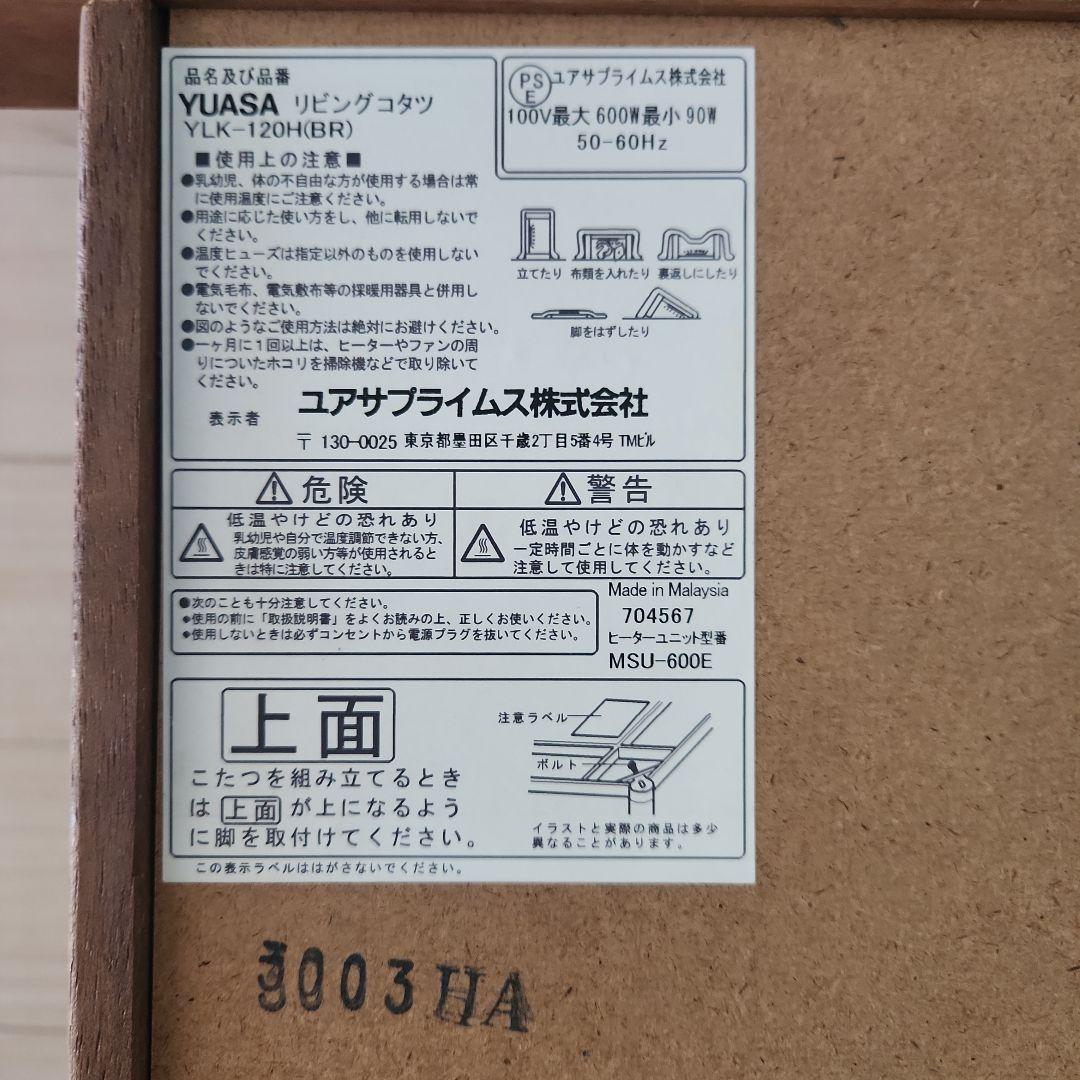 品名及び品番
YUASA リビングコタツ
YLK-120H(BR)
PSE ユアサプライムス株式会社
100V最大600W最小90W
50-60Hz
■使用上の注意■
●乳幼児、体の不自由な方が使用する場合は常
に使用温度にご注意ください。
●用途に応じた使い方をし、他に転用しないで
ください。
●温度ヒューズは指定以外のものを使用しない
でください。
●電気毛布、電気敷布等の採暖用器具と併用し
ないでください。
●図のようなご使用方法は絶対にお避けください。
●一ヶ月に1回以上は、ヒーターやファンの周
りについたホコリを掃除機などで取り除いて
ください。
立てたり 布類を入れたり 裏返しにしたり
脚をはずしたり
表示者 ユアサプライムス株式会社
〒130-0025 東京都墨田区千歳2丁目5番4号 TMビル
危険
低温やけどの恐れあり
乳幼児や自分で温度調節できない方、
皮膚感覚の弱い方等が使用されると
きは特に注意してください。
警告
低温やけどの恐れあり
一定時間ごとに体を動かすなど
注意して使用してください。
●次のことも十分注意してください。
●使用の前に「取扱説明書」をよくお読みの上、正しくお使いください。
●使用しないときは必ずコンセントから電源プラグを抜いてください。
Made in Malaysia
704567
ヒーターユニット型番
MSU-600E
上面
こたつを組み立てるとき
は 上面 が上になるよう
に脚を取付けてください。
注意ラベル
ボルト
イラストと実際の商品は多少
異なることがあります。
この表示ラベルははがさないでください。
003HA